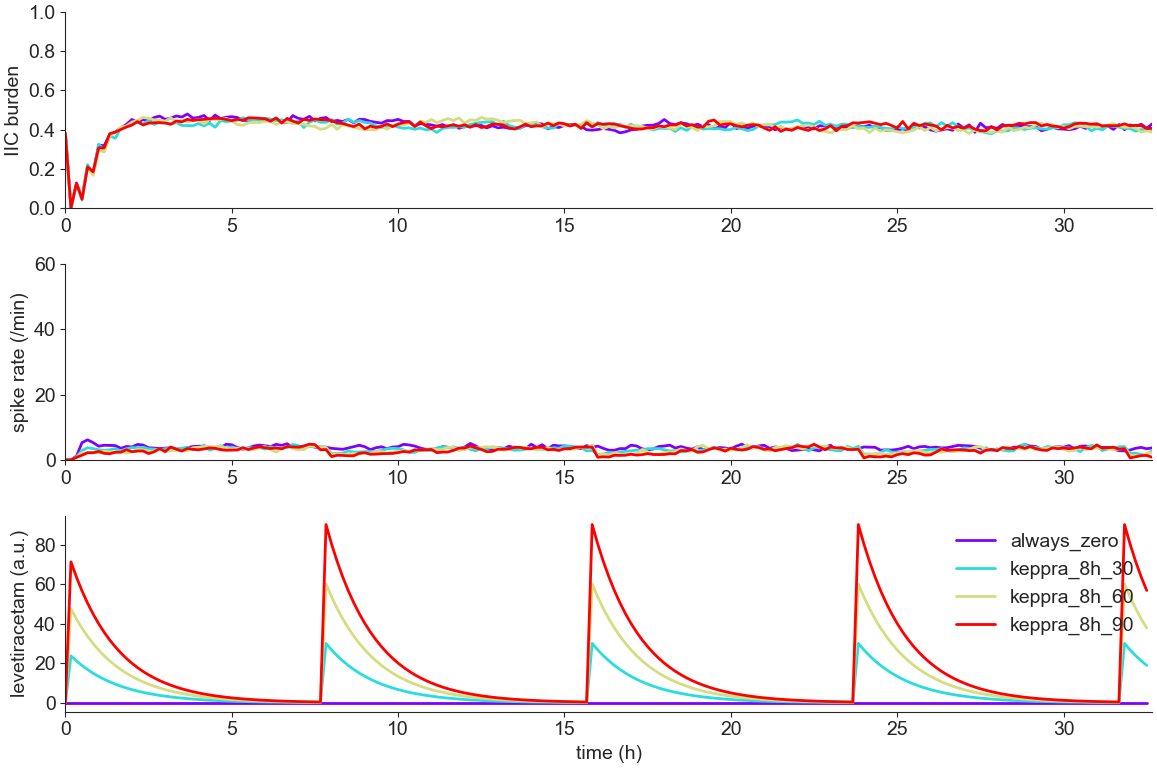 IIC burden
1.0
0.8
0.6
0.4
0.2
0.0
0 5 10 15 20 25 30
spike rate (/min)
60
40
20
0
0 5 10 15 20 25 30
levetiracetam (a.u.)
80
60
40
20
0
always_zero
keppra_8h_30
keppra_8h_60
keppra_8h_90
0 5 10 15 20 25 30
time (h)